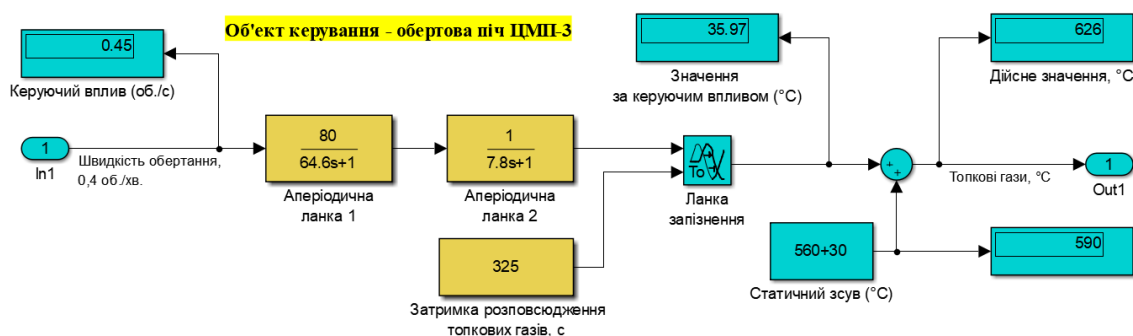 Об'ект керування - обертова піч ЦМП-3
0.45
Керуючий вплив (об./с)
35.97
Значення
за керуючим впливом (°C)
626
Дійсне значення, °C
1
In1
Швидкість обертання,
0,4 об./хв.
80
64.6s+1
Аперіодична
ланка 1
1
7.8s+1
Аперіодична
ланка 2
To
Ланка
запізнення
+
+
Топкові гази, °C
1
Out1
325
Затримка розповсюдження
топкових газів, с
560+30
Статичний зсув (°C)
590